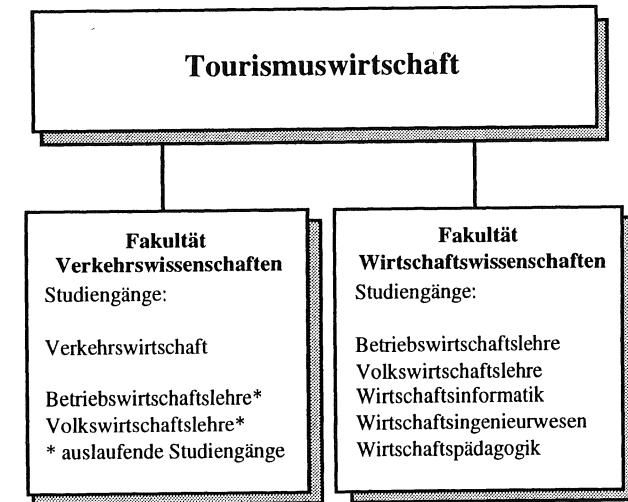 Tourismuswirtschaft
Fakultät
Verkehrswissenschaften
Studiengänge:
Verkehrswirtschaft
Betriebswirtschaftslehre*
Volkswirtschaftslehre*
* auslaufende Studiengänge
Fakultät
Wirtschaftswissenschaften
Studiengänge:
Betriebswirtschaftslehre
Volkswirtschaftslehre
Wirtschaftsinformatik
Wirtschaftsingenieurwesen
Wirtschaftspädagogik